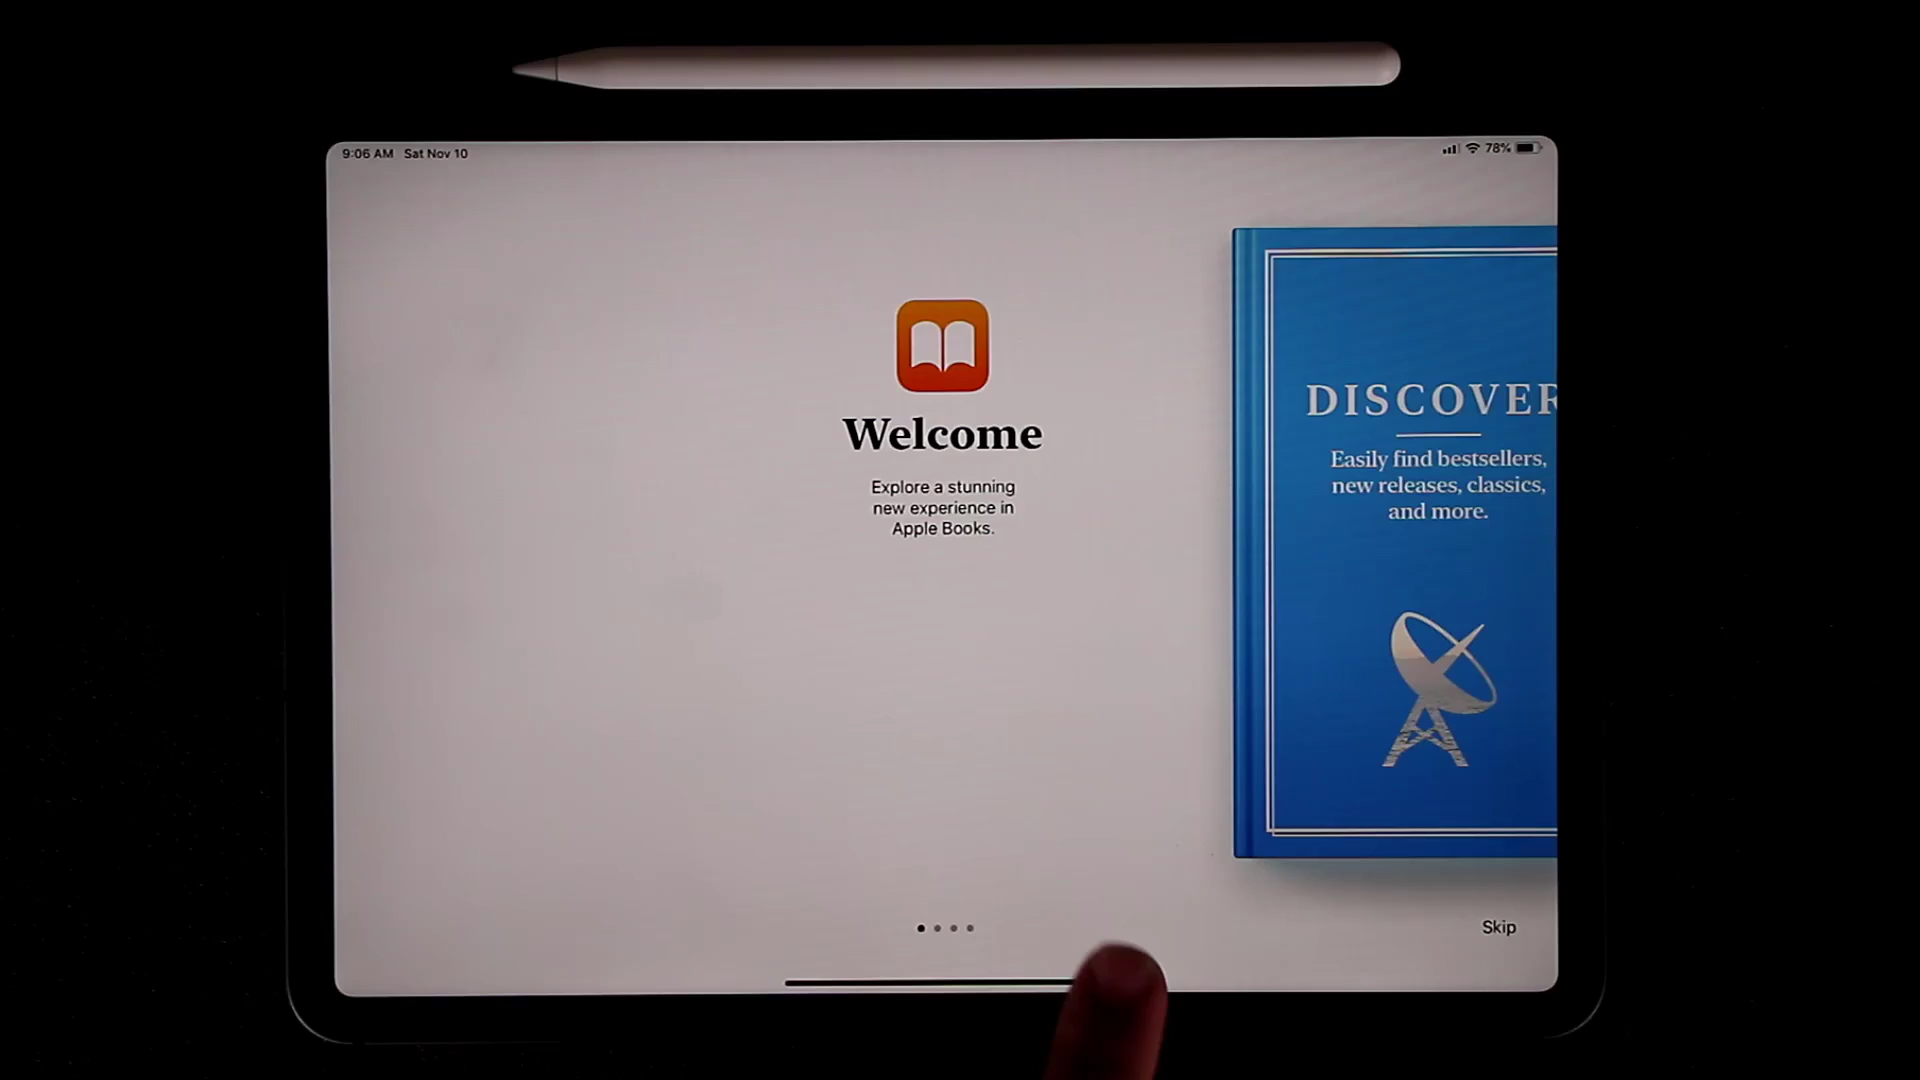 9:06 AM Sat Nov 10
78%
Welcome
Explore a stunning
new experience in
Apple Books.
DISCOVER
Easily find bestsellers,
new releases, classics,
and more.
Skip